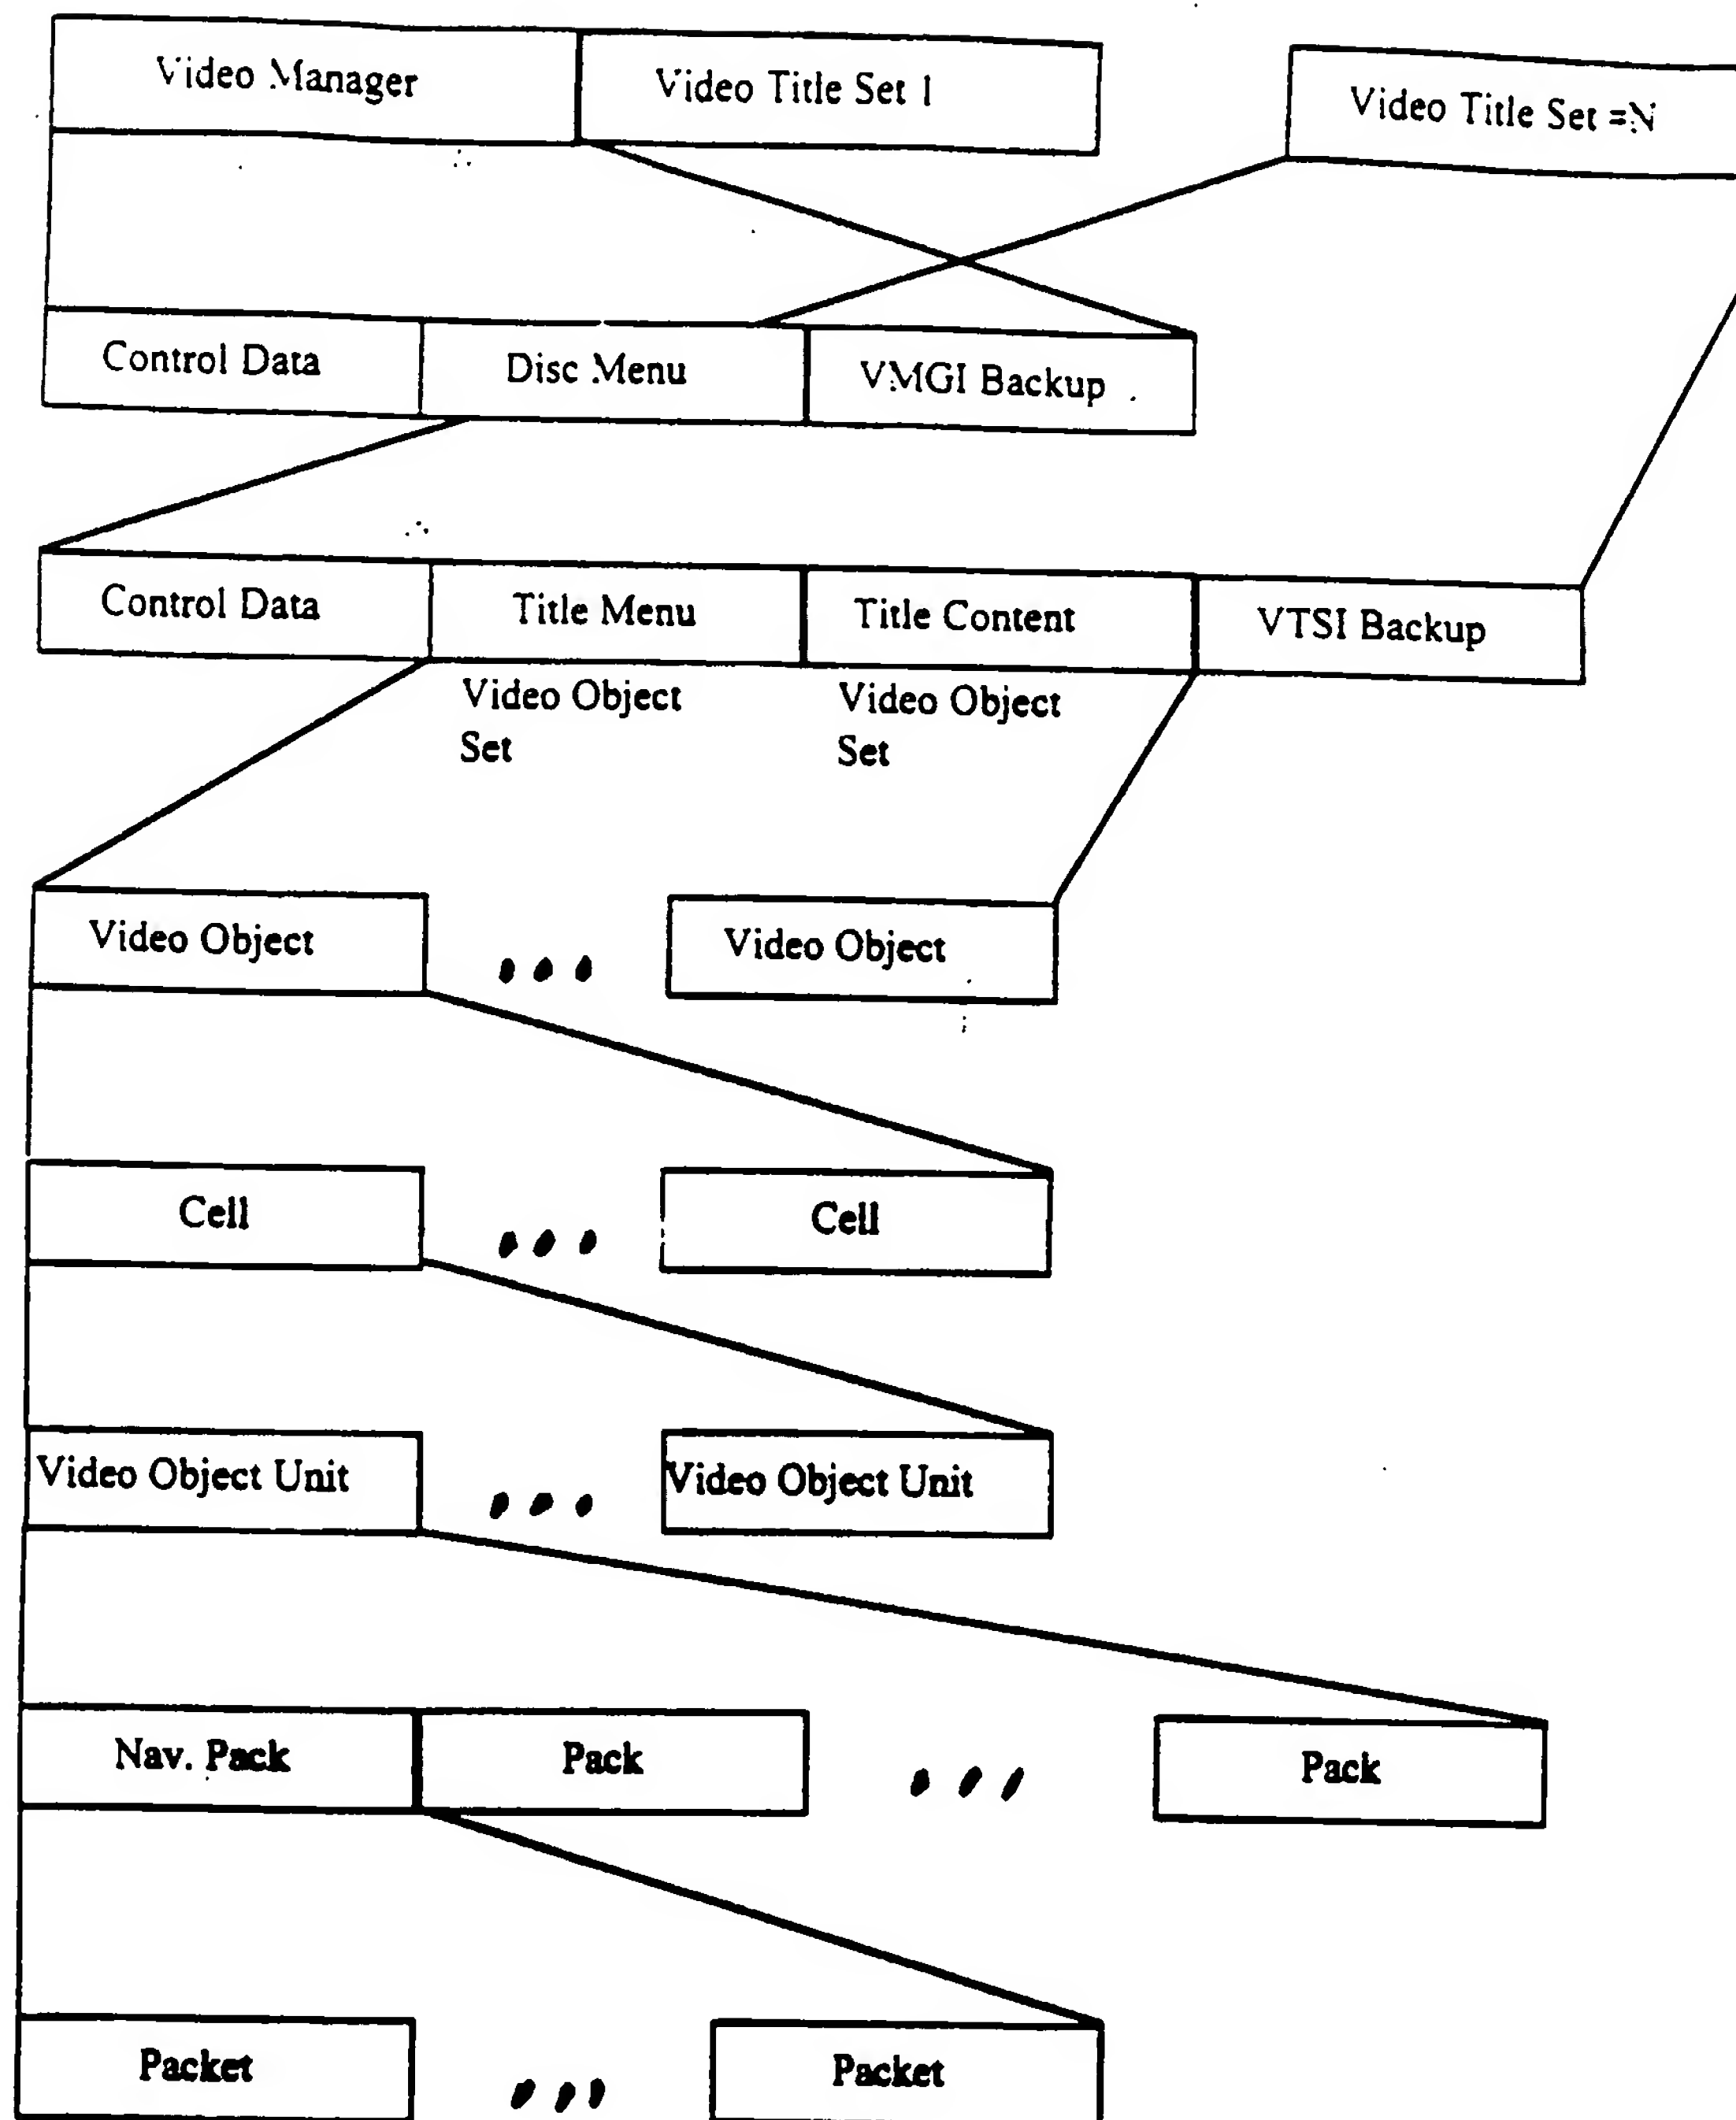 Video Manager
Video Title Set 1
Video Title Set =N
Control Data
Disc Menu
VMGI Backup
Control Data
Title Menu
Title Content
VTSI Backup
Video Object
Set
Video Object
Set
Video Object
Video Object
Cell
Cell
Video Object Unit
Video Object Unit
Nav. Pack
Pack
Pack
Packet
Packet